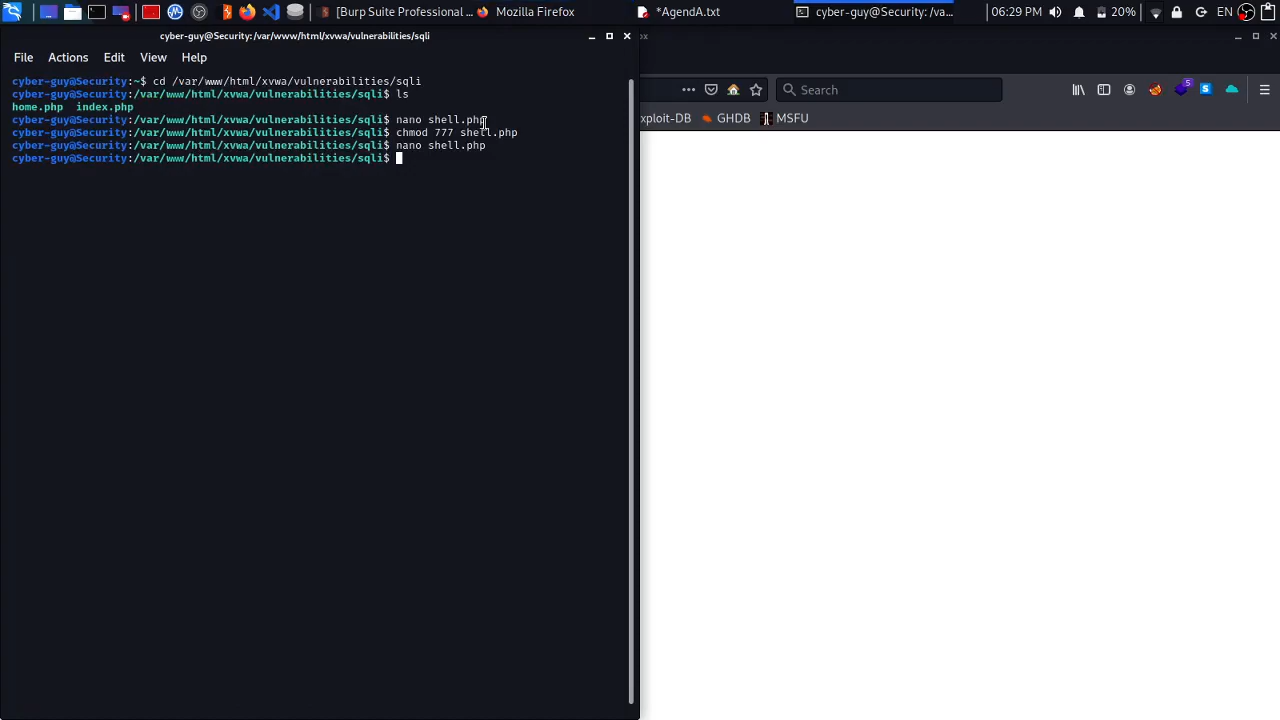 [Burp Suite Professional ... Mozilla Firefox *AgendA.txt cyber-guy@Security: /va... 06:29 PM 20% EN
cyber-guy@Security: /var/www/html/xvwa/vulnerabilities/sqli
File Actions Edit View Help
cyber-guy@Security:~$ cd /var/www/html/xvwa/vulnerabilities/sqli
cyber-guy@Security:/var/www/html/xvwa/vulnerabilities/sqli$ ls
home.php index.php
cyber-guy@Security:/var/www/html/xvwa/vulnerabilities/sqli$ nano shell.php
cyber-guy@Security:/var/www/html/xvwa/vulnerabilities/sqli$ chmod 777 shell.php
cyber-guy@Security:/var/www/html/xvwa/vulnerabilities/sqli$ nano shell.php
cyber-guy@Security:/var/www/html/xvwa/vulnerabilities/sqli$
ox
Search 5 S
xploit-DB GHDB MSFU